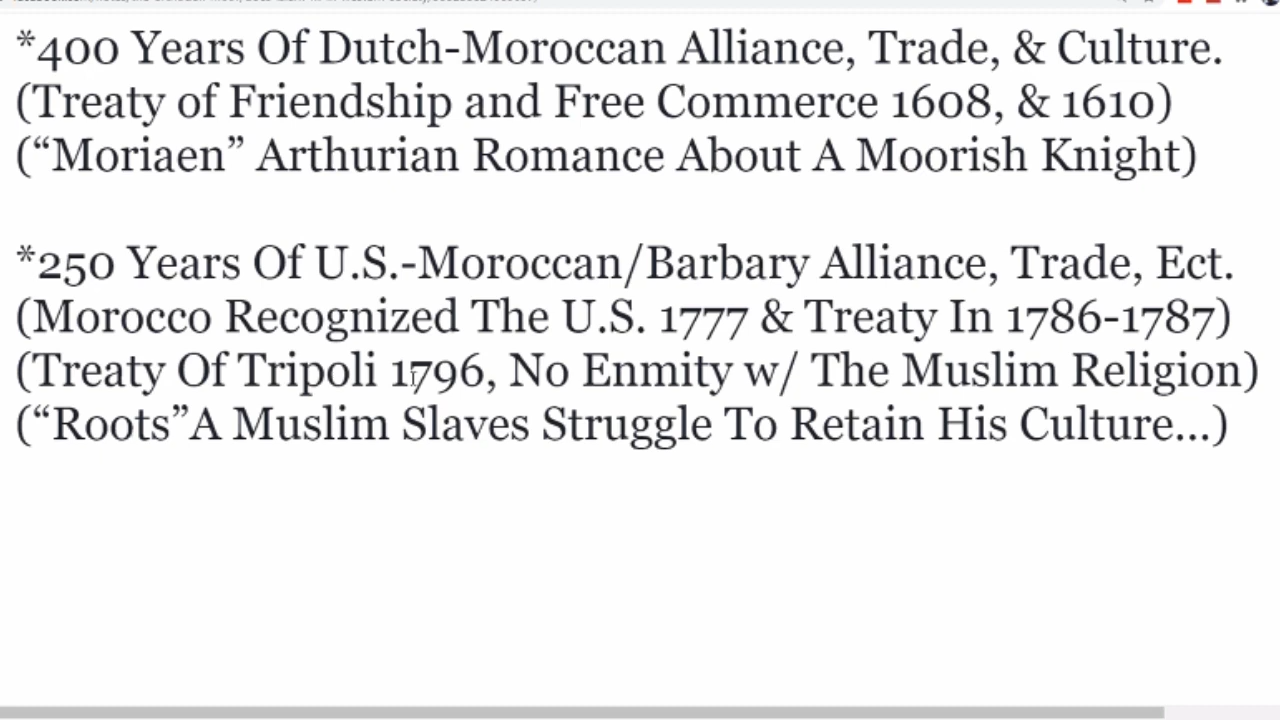 *400 Years Of Dutch-Moroccan Alliance, Trade, & Culture.
(Treaty of Friendship and Free Commerce 1608, & 1610)
(“Moriaen” Arthurian Romance About A Moorish Knight)
*250 Years Of U.S.-Moroccan/Barbary Alliance, Trade, Ect.
(Morocco Recognized The U.S. 1777 & Treaty In 1786-1787)
(Treaty Of Tripoli 1796, No Enmity w/ The Muslim Religion)
(“Roots”A Muslim Slaves Struggle To Retain His Culture...)